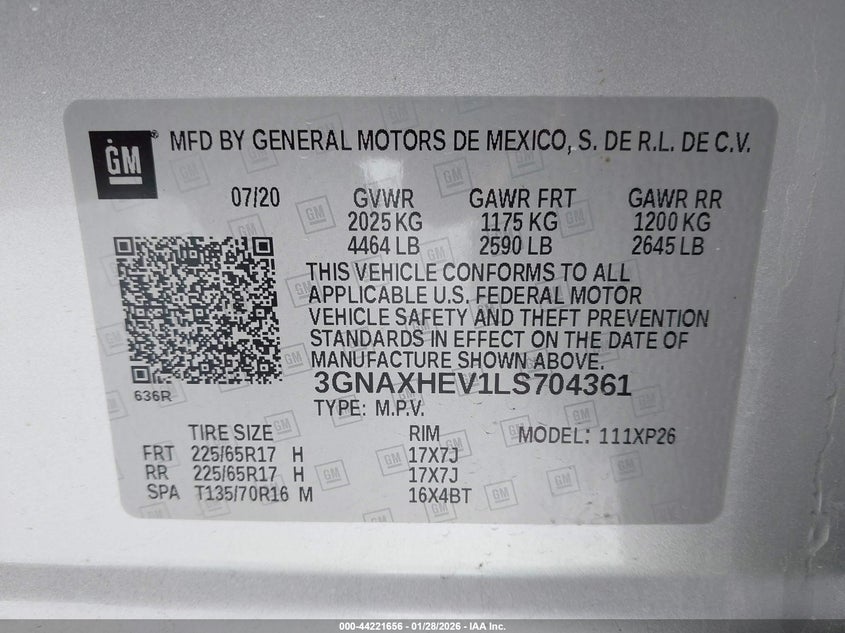 GM ® MFD BY GENERAL MOTORS DE MEXICO, S. DE R.L. DE C.V.
07/20 GVWR GAWR FRT GAWR RR
2025 KG 1175 KG 1200 KG
4464 LB 2590 LB 2645 LB
THIS VEHICLE CONFORMS TO ALL
APPLICABLE U.S. FEDERAL MOTOR
VEHICLE SAFETY AND THEFT PREVENTION
STANDARDS IN EFFECT ON THE DATE OF
MANUFACTURE SHOWN ABOVE.
3GNAXHEV1LS704361
636R
TYPE: M.P.V.
TIRE SIZE RIM MODEL: 111XP26
FRT 225/65R17 H 17X7J
RR 225/65R17 H 17X7J
SPA T135/70R16 M 16X4BT
000-44221656 — 01/28/2026 - IAA Inc.